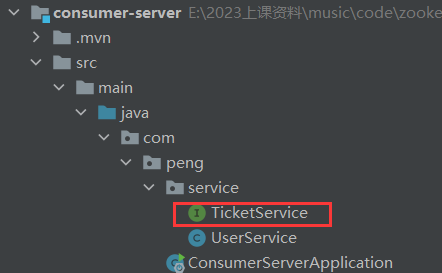 consumer-server E:\2023上课资料\music\code\zooke
.mvn
src
main
java
com
peng
service
I TicketService
C UserService
ConsumerServerApplication